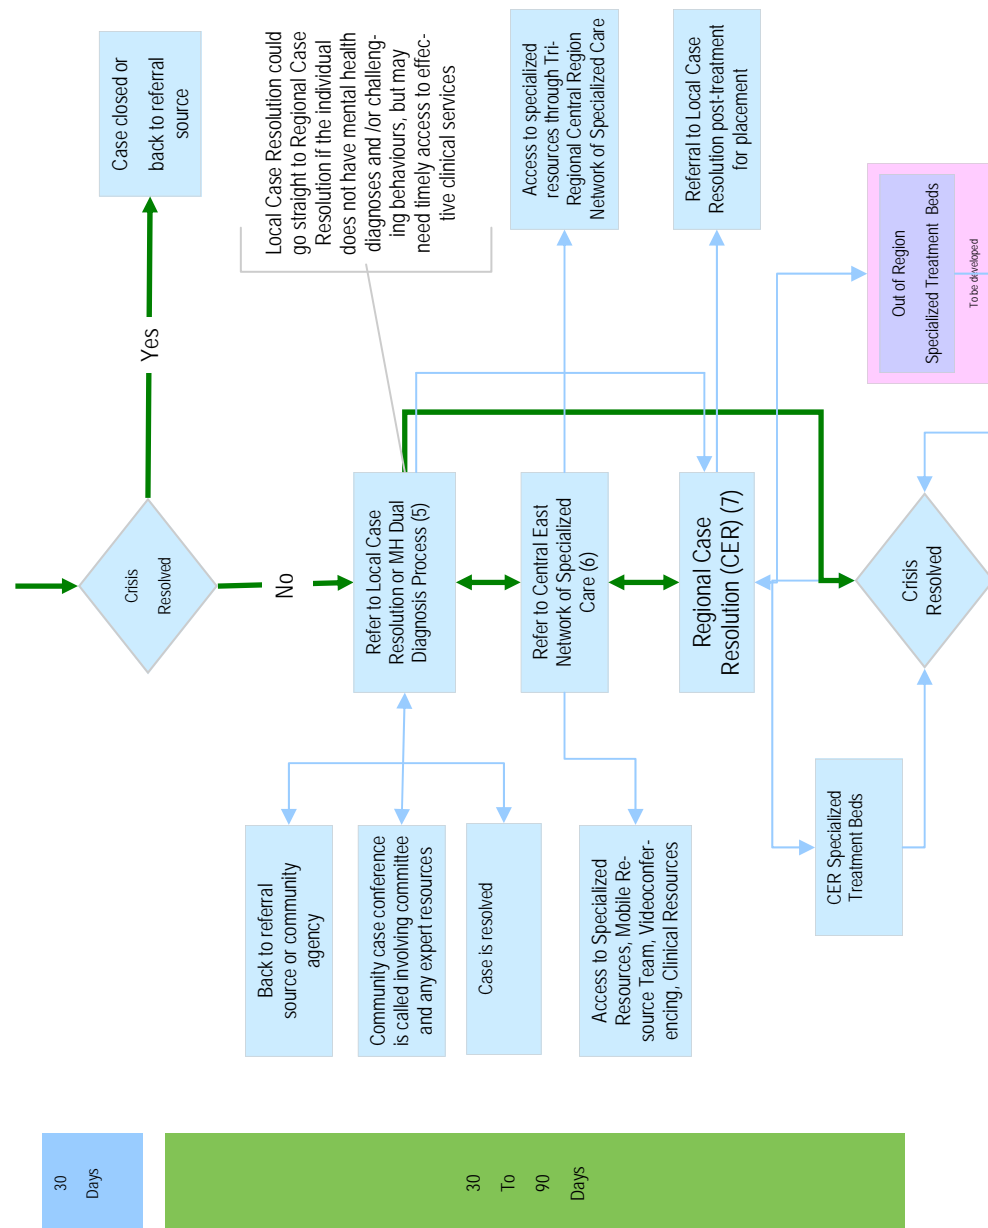 Case closed or
back to referral
source
Yes
Crisis
Resolved
No
Local Case Resolution could
go straight to Regional Case
Resolution if the individual
does not have mental health
diagnoses and /or challeng-
ing behaviours, but may
need timely access to effec-
tive clinical services
Refer to Local Case
Resolution or MH Dual
Diagnosis Process (5)
Back to referral
source or community
agency
Community case conference
is called involving committee
and any expert resources
Case is resolved
Access to specialized
resources through Tri-
Regional Central Region
Network of Specialized Care
Refer to Central East
Network of Specialized
Care (6)
Access to Specialized
Resources, Mobile Re-
source Team, Videoconfer-
encing, Clinical Resources
Referral to Local Case
Resolution post-treatment
for placement
Regional Case
Resolution (CER) (7)
Out of Region
Specialized Treatment Beds
To be developed
Crisis
Resolved
CER Specialized
Treatment Beds
30
Days
30
To
90
Days